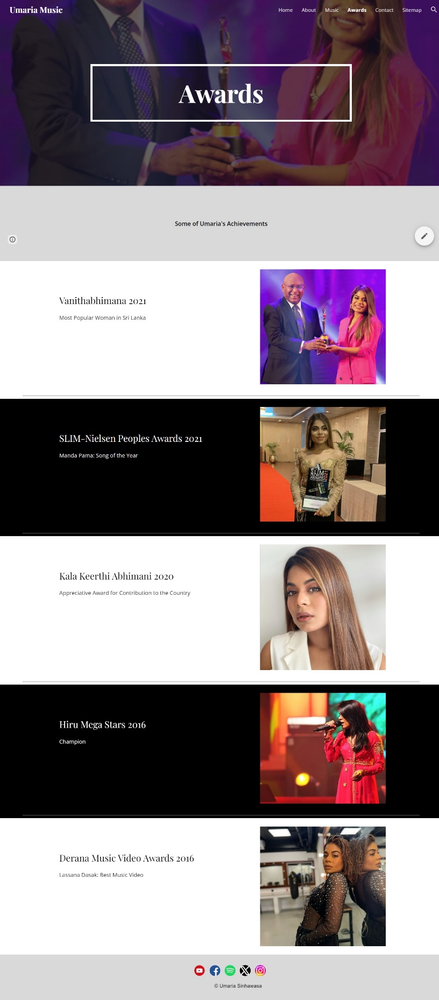 Umaria Music
Home About Music Awards Contact Sitemap
Awards
Some of Umaria's Achievements
Vanithabhimana 2021
Most Popular Woman in Sri Lanka
SLIM-Nielsen Peoples Awards 2021
Manda Pama: Song of the Year
SLIM
2021
Kala Keerthi Abhimani 2020
Appreciative Award for Contribution to the Country
Hiru Mega Stars 2016
Champion
Derana Music Video Awards 2016
Lassana Dasak: Best Music Video
© Umaria Sinhawasa